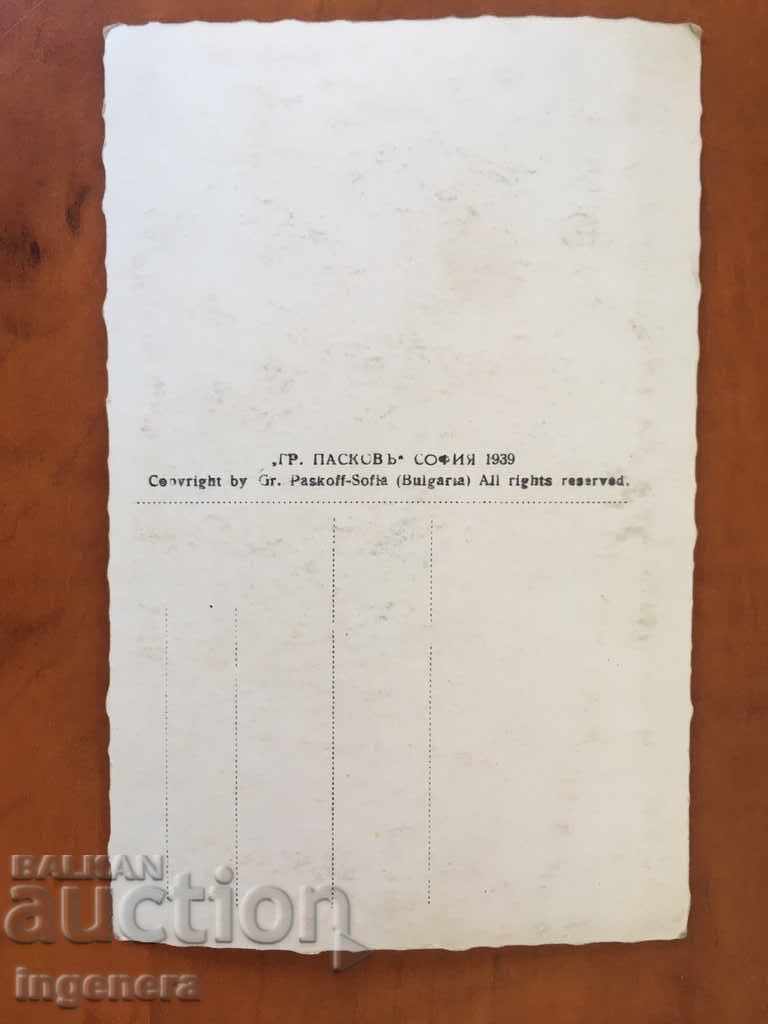 „ГР. ПАСКОВЪ“ СОФИЯ 1939
Copyright by Gr. Paskoff-Sofia (Bulgaria) All rights reserved.
BALKAN
auction
ingenera